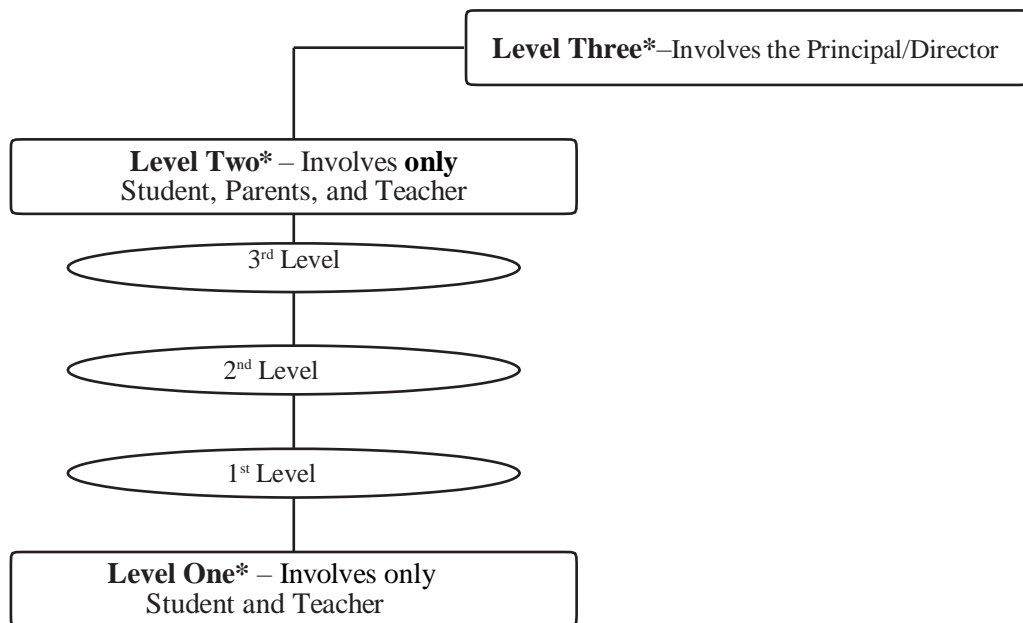 Level Three*–Involves the Principal/Director
Level Two* – Involves only
Student, Parents, and Teacher
3rd Level
2nd Level
1st Level
Level One* – Involves only
Student and Teacher